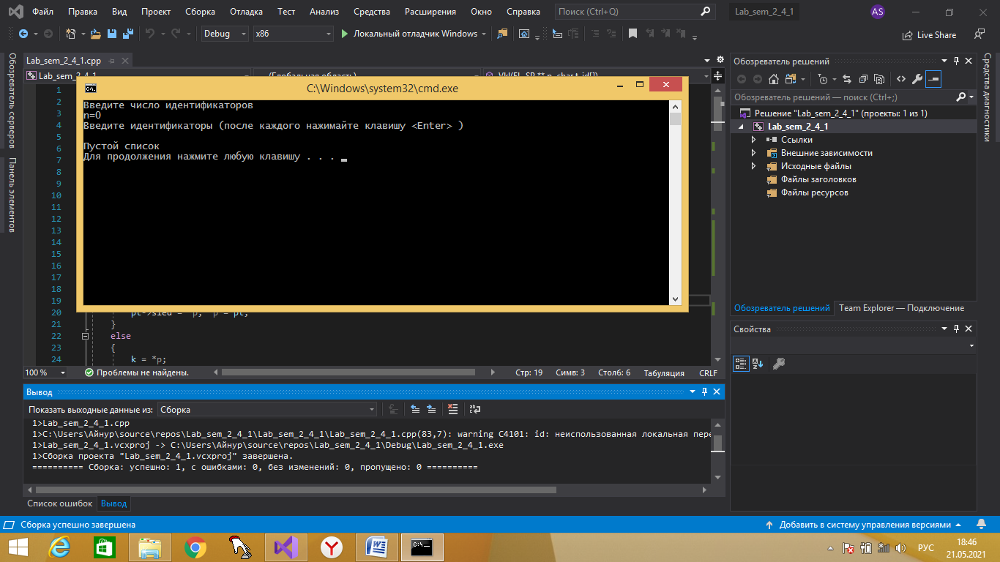 Файл Правка Вид Проект Сборка Отладка Тест Анализ Средства Расширения Окно Справка Поиск (Ctrl+Q) Lab_sem_2_4_1 AS
Debug x86 Локальный отладчик Windows Live Share
Обозреватель серверов
Панель элементов
Lab_sem_2_4_1.cpp
Lab_sem_2_4_1 (Глобальная область)
C:\Windows\system32\cmd.exe
Введите число идентификаторов
n=0
Введите идентификаторы (после каждого нажимайте клавишу <Enter> )
Пустой список
Для продолжения нажмите любую клавишу . . .
1
2
3
4
5
6
7
8
9
10
11
12
13
14
15
16
17
18
19
20 pt->sled = *p; *p = pt;
21 }
22 else
23 {
24 k = *p;
100 % Проблемы не найдены. Стр: 19 Симв: 3 Столб: 6 Табуляция CRLF
Вывод
Показать выходные данные из: Сборка
1>Lab_sem_2_4_1.cpp
1>C:\Users\Айнур\source\repos\Lab_sem_2_4_1\Lab_sem_2_4_1\Lab_sem_2_4_1.cpp(83,7): warning C4101: id: неиспользованная локальная пере
1>Lab_sem_2_4_1.vcxproj -> C:\Users\Айнур\source\repos\Lab_sem_2_4_1\Debug\Lab_sem_2_4_1.exe
1>Сборка проекта "Lab_sem_2_4_1.vcxproj" завершена.
========== Сборка: успешно: 1, с ошибками: 0, без изменений: 0, пропущено: 0 ==========
Список ошибок Вывод
Обозреватель решений
Обозреватель решений — поиск (Ctrl+;)
Решение "Lab_sem_2_4_1" (проекты: 1 из 1)
Lab_sem_2_4_1
Ссылки
Внешние зависимости
Исходные файлы
Файлы заголовков
Файлы ресурсов
Обозреватель решений Team Explorer — Подключение
Свойства
Средства диагностики
Сборка успешно завершена Добавить в систему управления версиями
РУС
18:46
21.05.2021